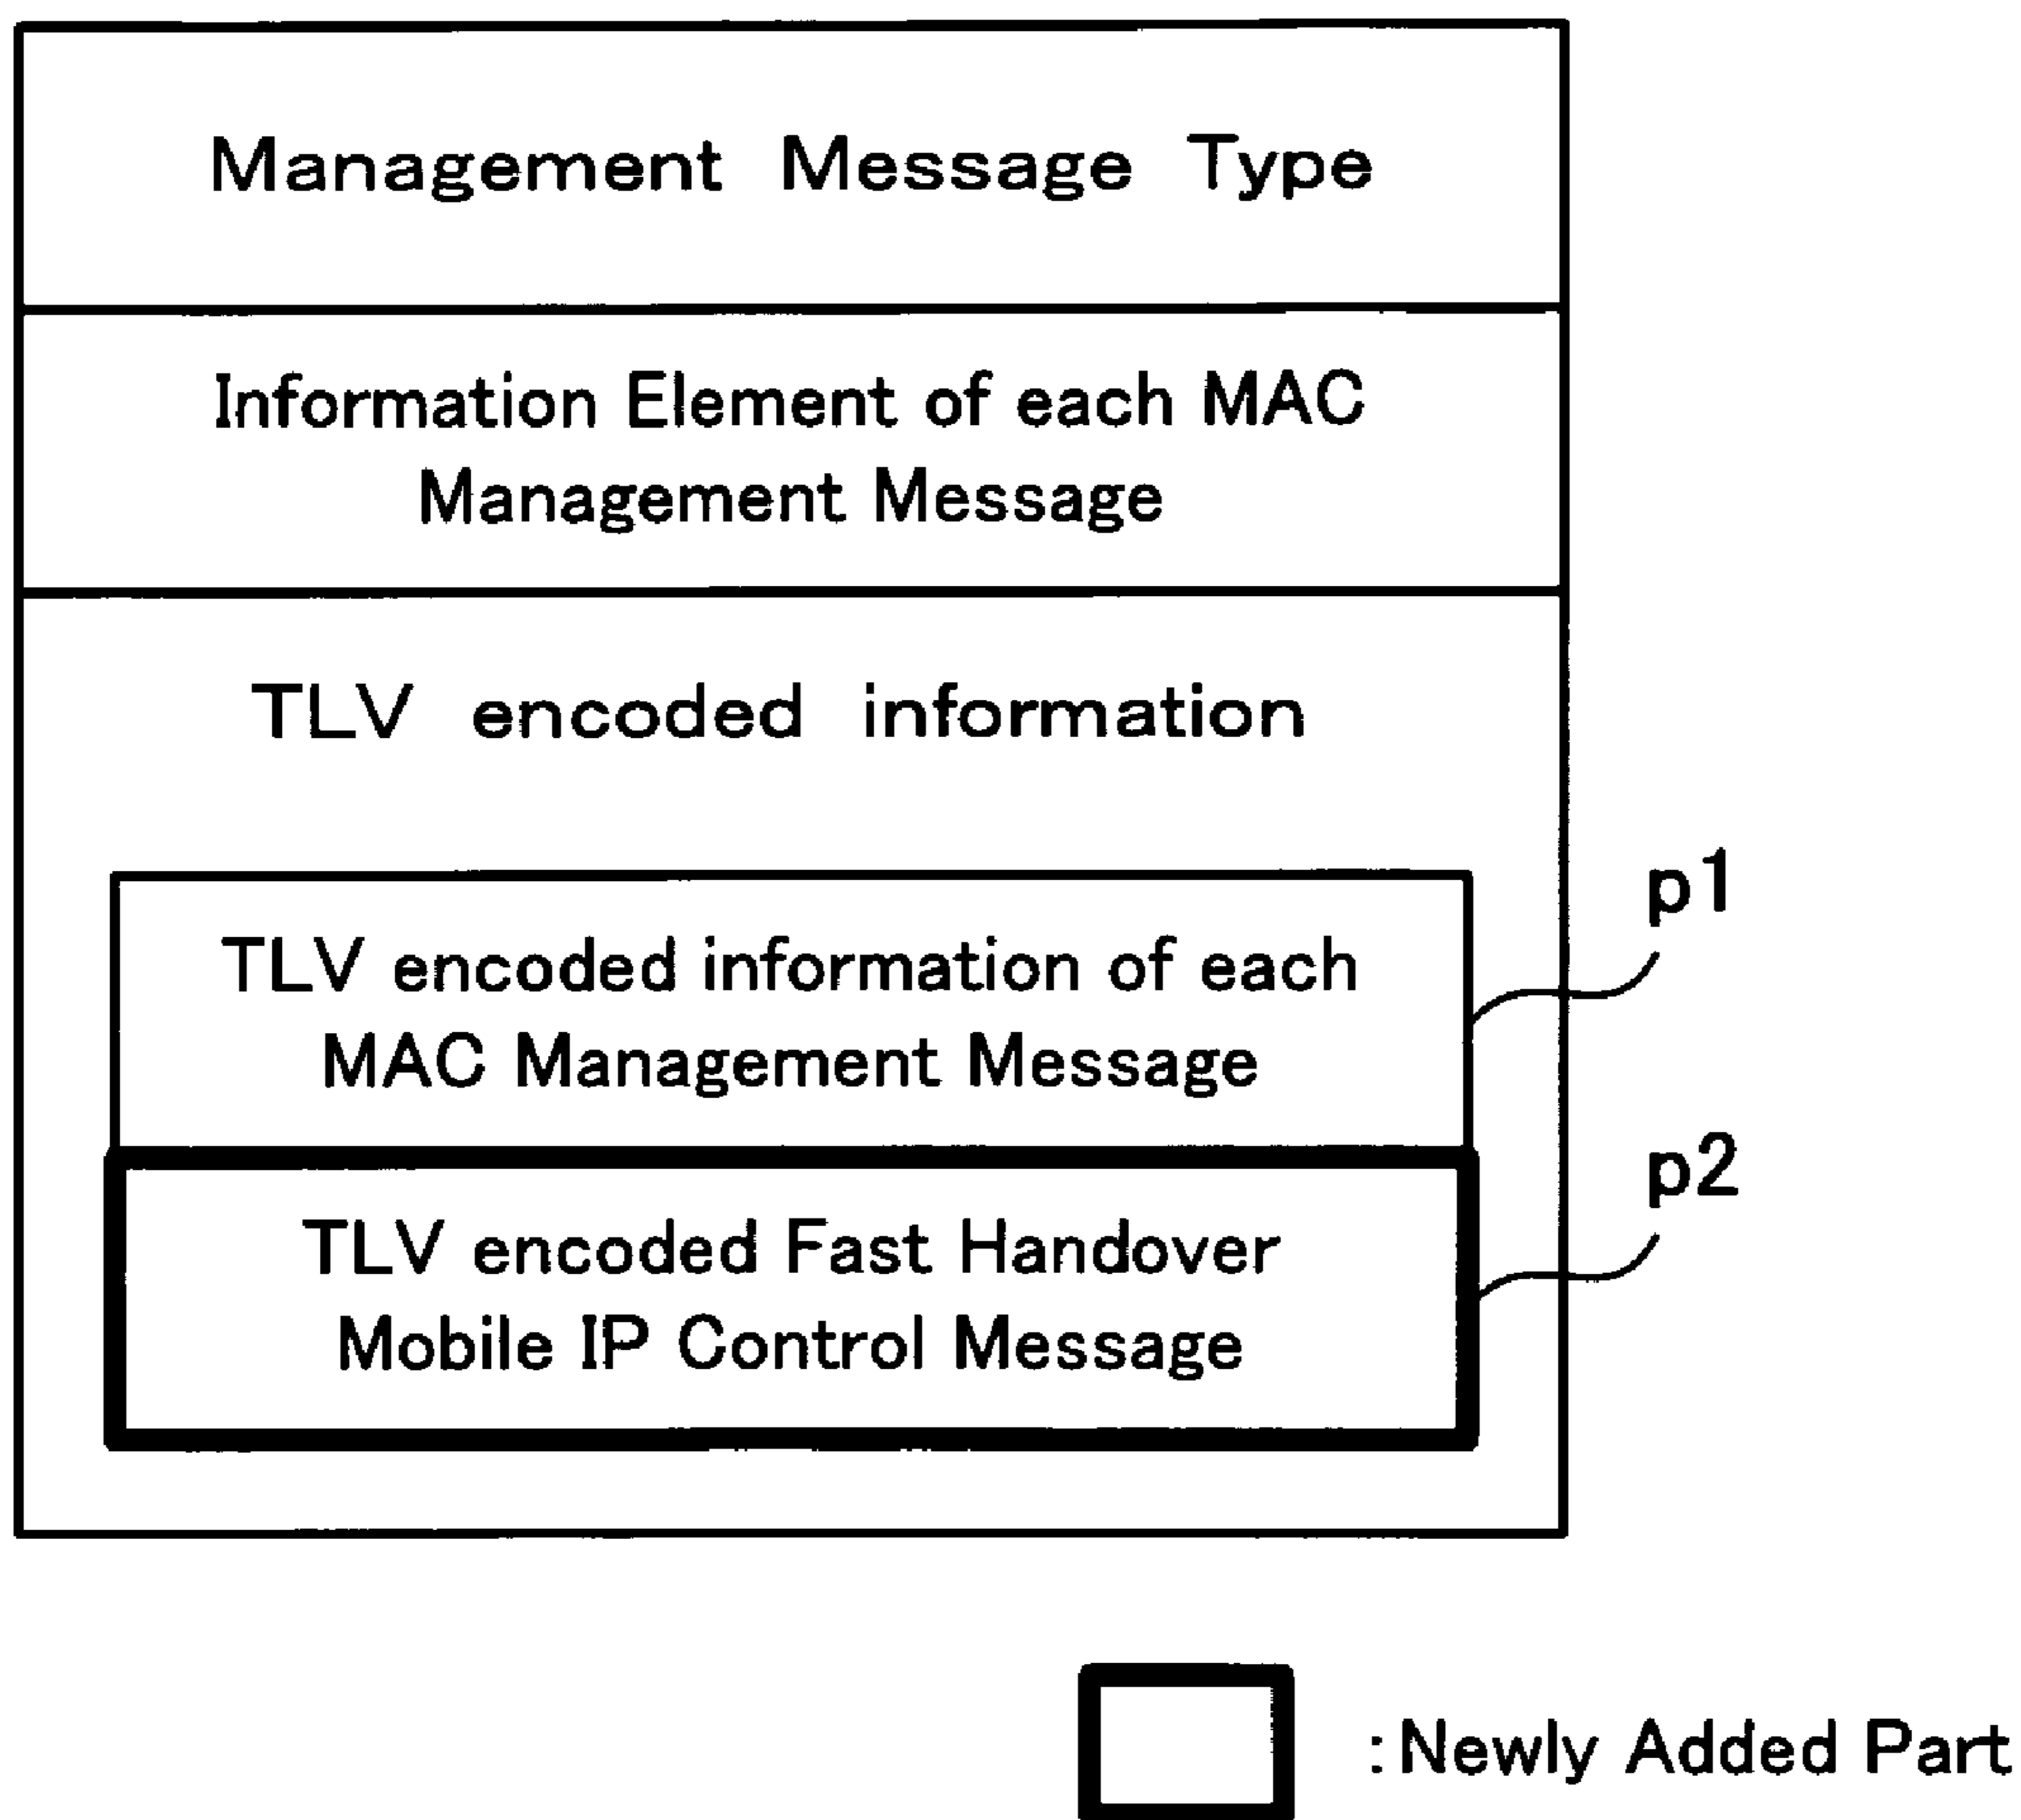 Management Message Type
Information Element of each MAC
Management Message
TLV encoded information
TLV encoded information of each
MAC Management Message
p1
TLV encoded Fast Handover
Mobile IP Control Message
p2
:Newly Added Part